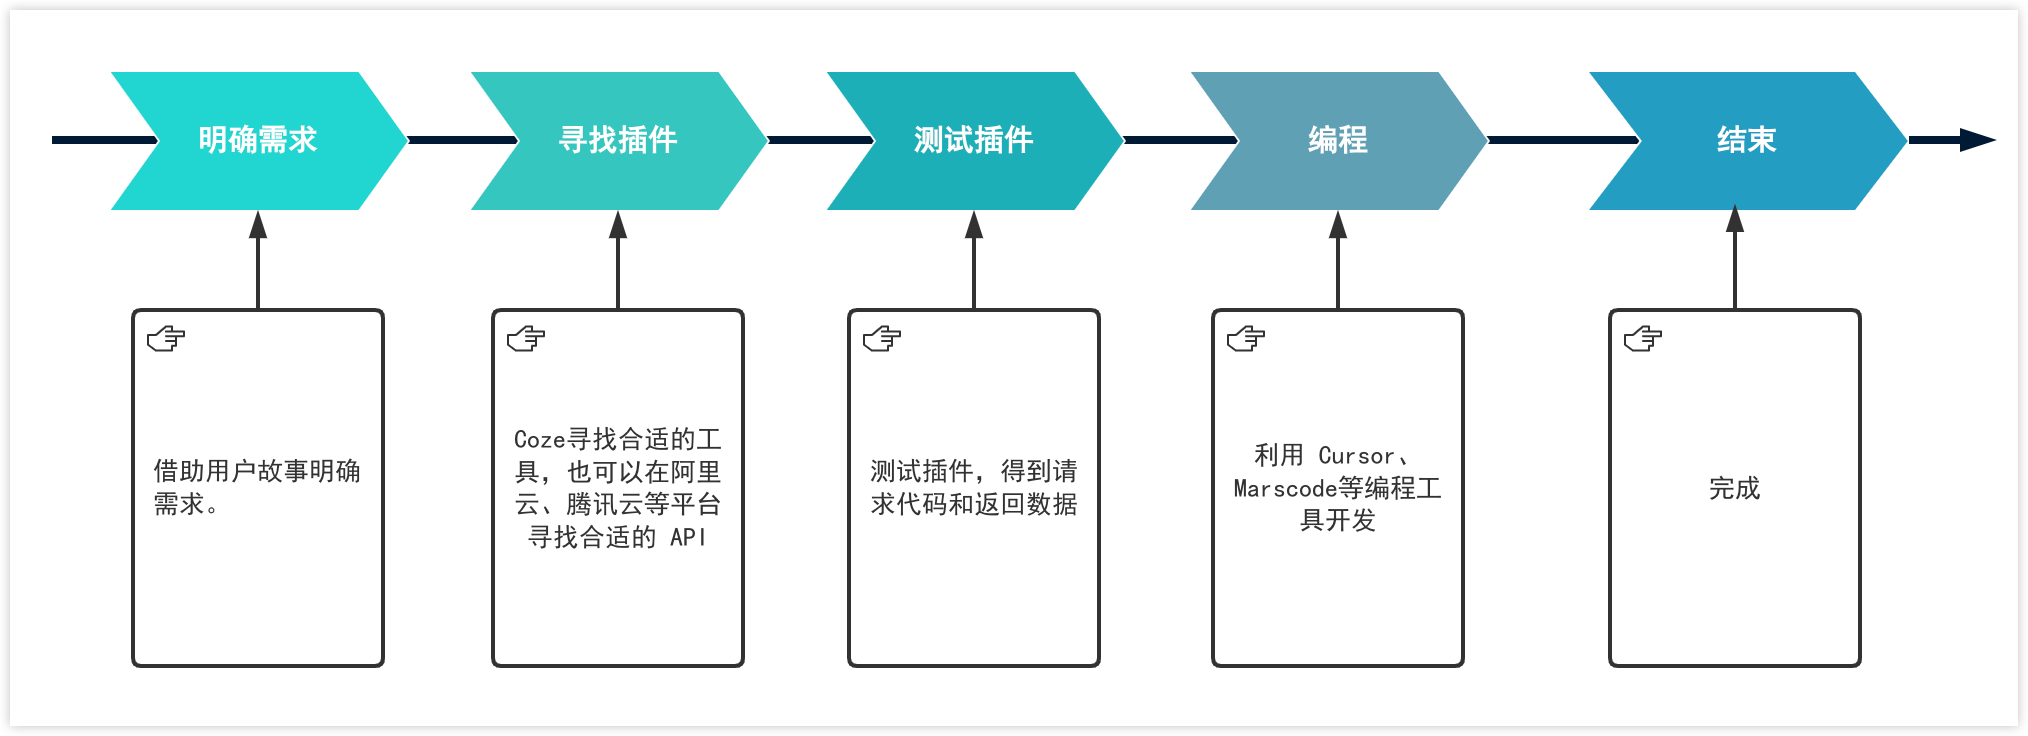 明确需求
寻找插件
测试插件
编程
结束
借助用户故事明确
需求。
Coze寻找合适的工
具，也可以在阿里
云、腾讯云等平台
寻找合适的 API
测试插件，得到请
求代码和返回数据
利用 Cursor、
Marscode等编程工
具开发
完成